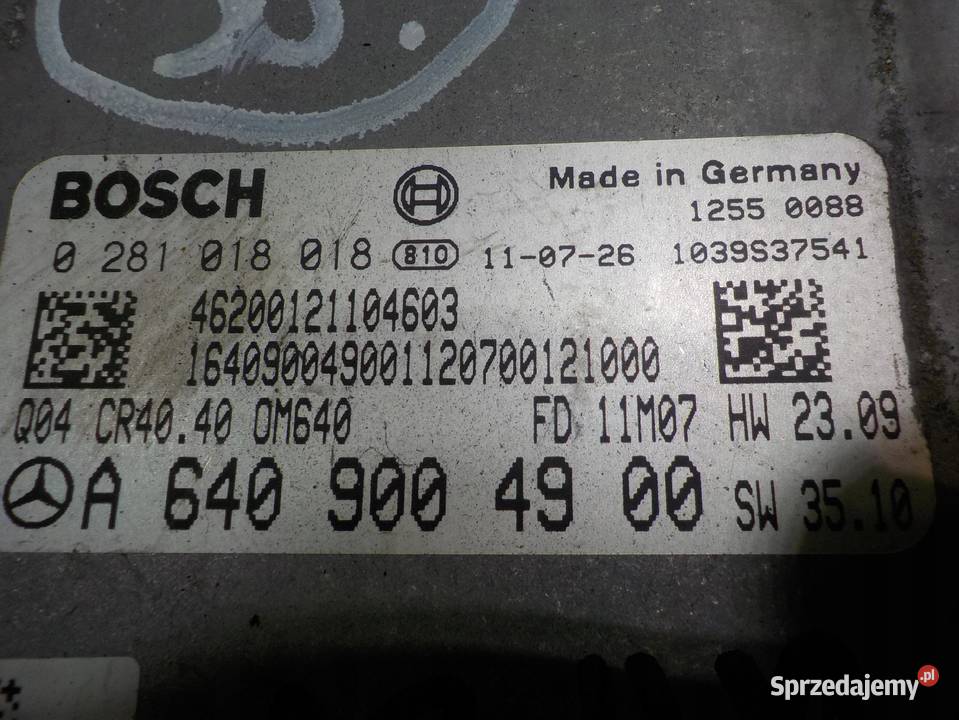 BOSCH
Made in Germany
1255 0088
0 281 018 018 810 11-07-26 1039S37541
46200121104603
164090049001120700121000
Q04 CR40.40 OM640 FD 11M07 HW 23.09
A 640 900 49 00 SW 35.10
Sprzedajemy.pl